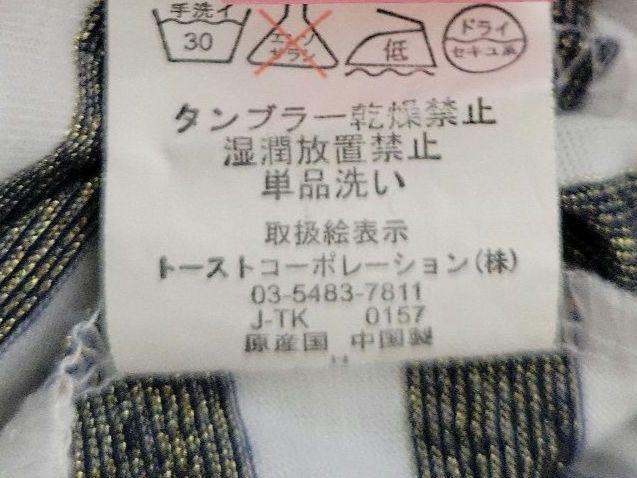 手洗イ エンソ サラシ 低 ドライ
30 セキユ系
タンブラー乾燥禁止
湿潤放置禁止
単品洗い
取扱絵表示
トーストコーポレーション(株)
03-5483-7811
J-TK 0157
原産国 中国製